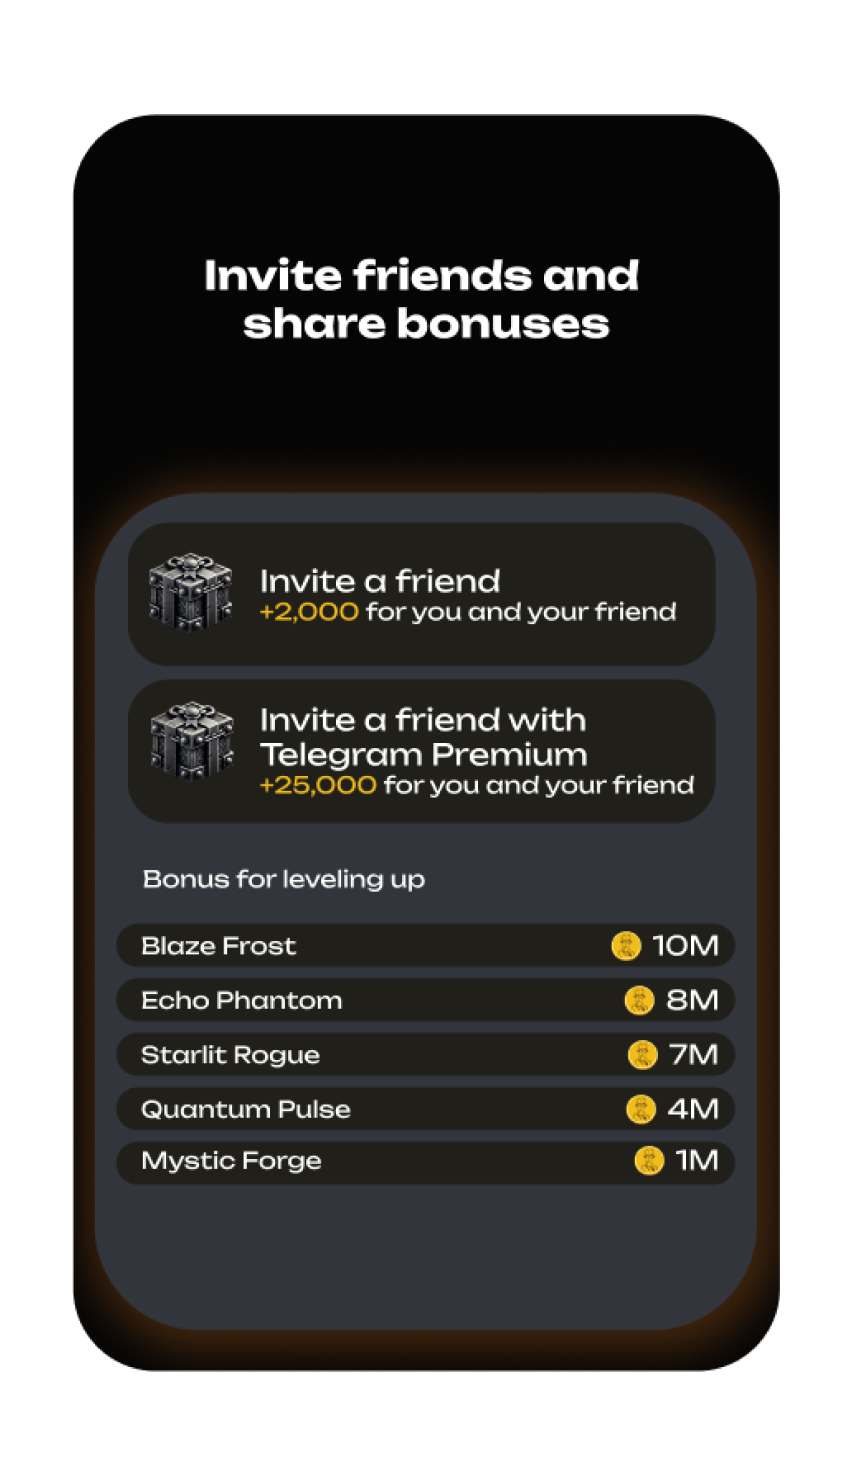 Invite friends and
share bonuses
Invite a friend
+2,000 for you and your friend
Invite a friend with
Telegram Premium
+25,000 for you and your friend
Bonus for leveling up
Blaze Frost 10M
Echo Phantom 8M
Starlit Rogue 7M
Quantum Pulse 4M
Mystic Forge 1M